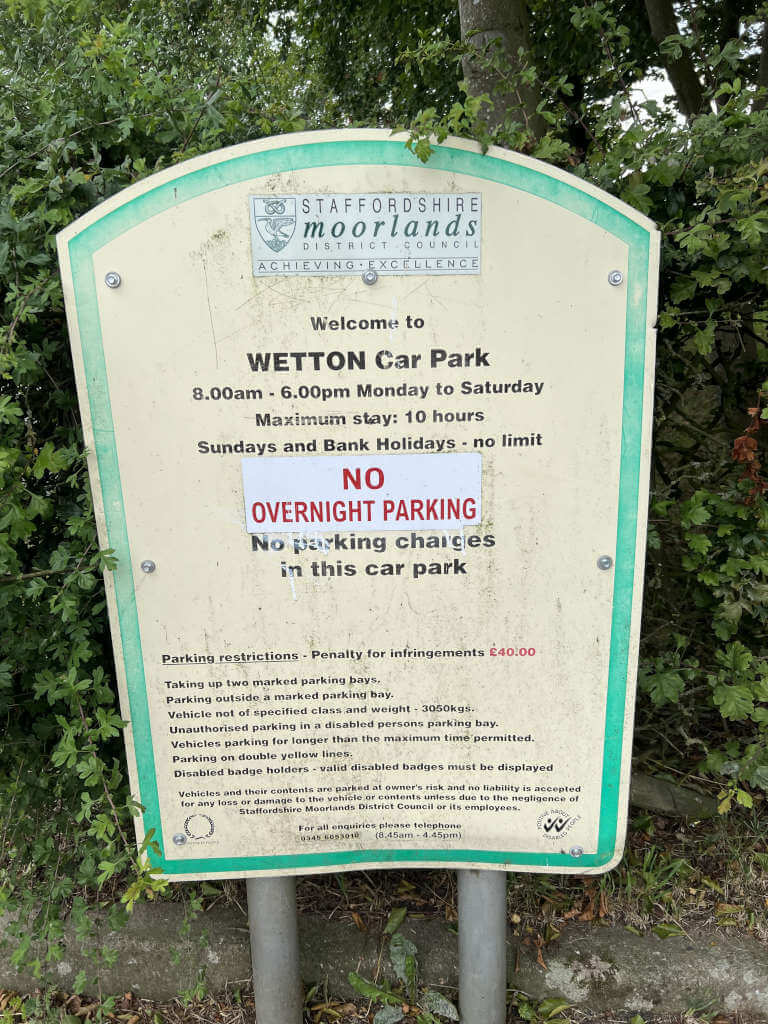 STAFFORDSHIRE
moorlands
DISTRICT COUNCIL
ACHIEVING · EXCELLENCE
Welcome to
WETTON Car Park
8.00am - 6.00pm Monday to Saturday
Maximum stay: 10 hours
Sundays and Bank Holidays - no limit
NO
OVERNIGHT PARKING
No parking charges
in this car park
Parking restrictions - Penalty for infringements £40.00
Taking up two marked parking bays.
Parking outside a marked parking bay.
Vehicle not of specified class and weight - 3050kgs.
Unauthorised parking in a disabled persons parking bay.
Vehicles parking for longer than the maximum time permitted.
Parking on double yellow lines.
Disabled badge holders - valid disabled badges must be displayed
Vehicles and their contents are parked at owner's risk and no liability is accepted
for any loss or damage to the vehicle or contents unless due to the negligence of
Staffordshire Moorlands District Council or its employees.
For all enquiries please telephone
0345 6053010 (8.45am - 4.45pm)
POSITIVE ABOUT
DISABLED PEOPLE